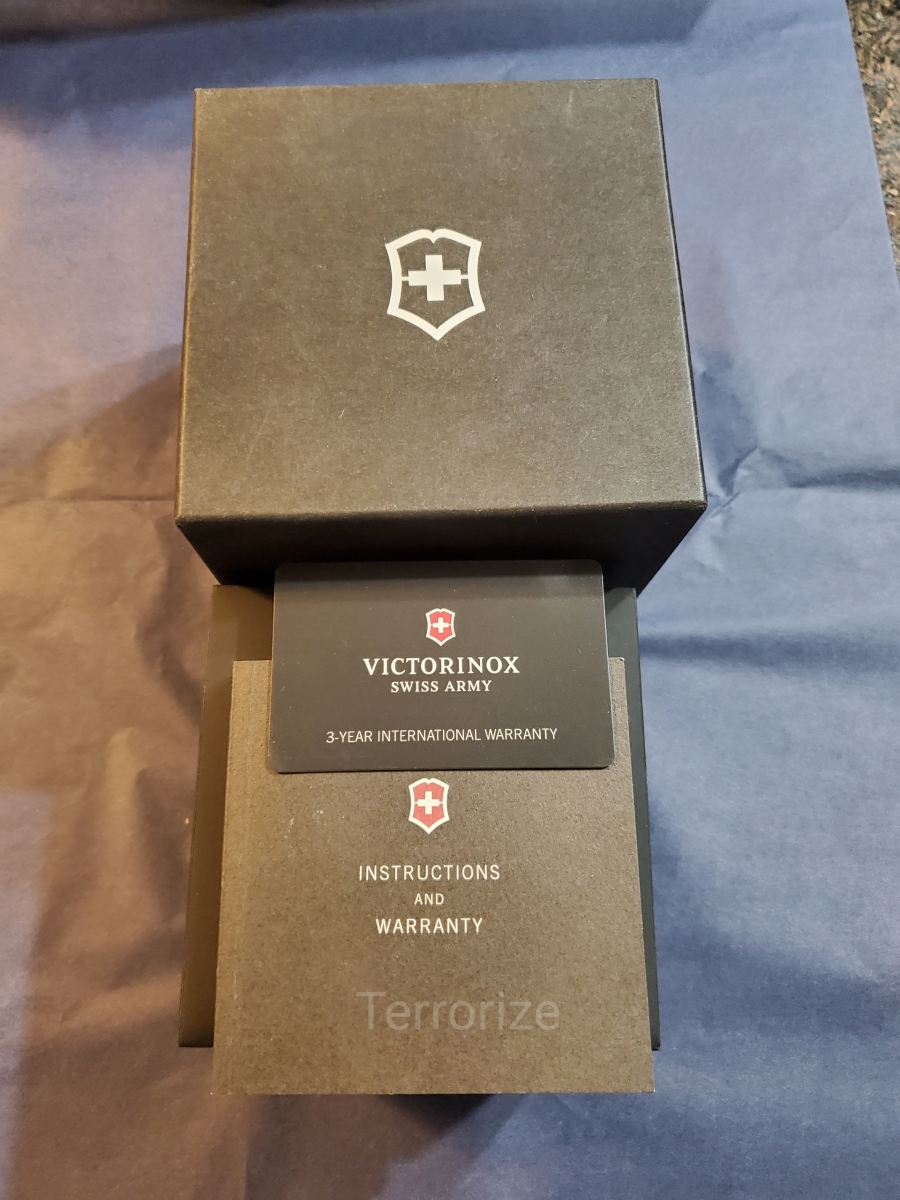 VICTORINOX
SWISS ARMY
3-YEAR INTERNATIONAL WARRANTY
INSTRUCTIONS
AND
WARRANTY
Terrorize